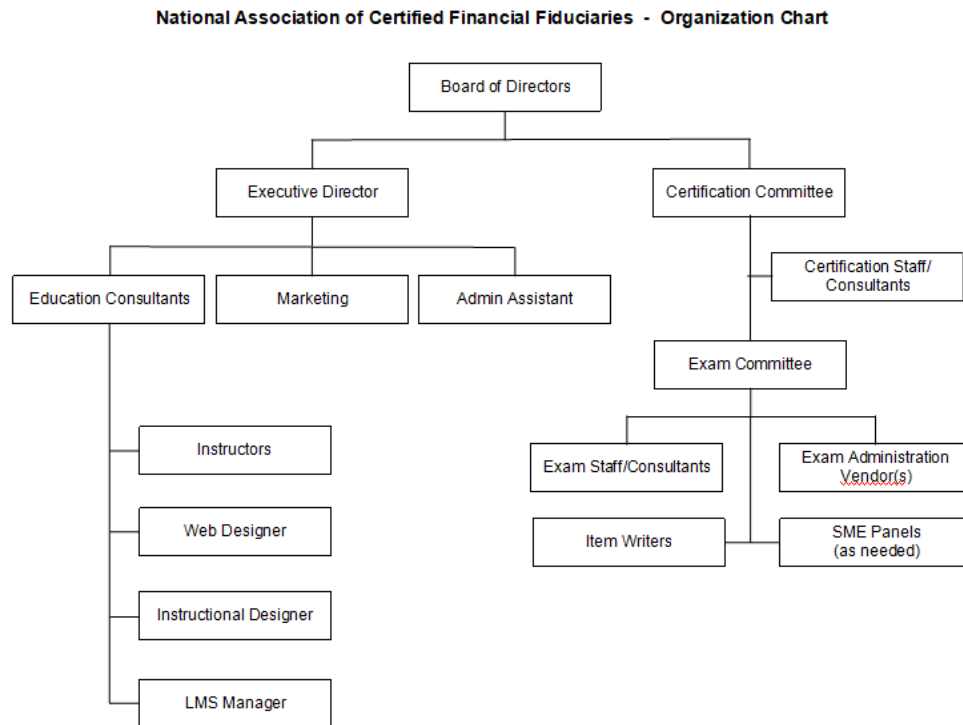 National Association of Certified Financial Fiduciaries - Organization Chart
Board of Directors
Executive Director
Certification Committee
Certification Staff/
Consultants
Education Consultants
Marketing
Admin Assistant
Exam Committee
Instructors
Exam Staff/Consultants
Exam Administration
Vendor(s)
Web Designer
Item Writers
SME Panels
(as needed)
Instructional Designer
LMS Manager